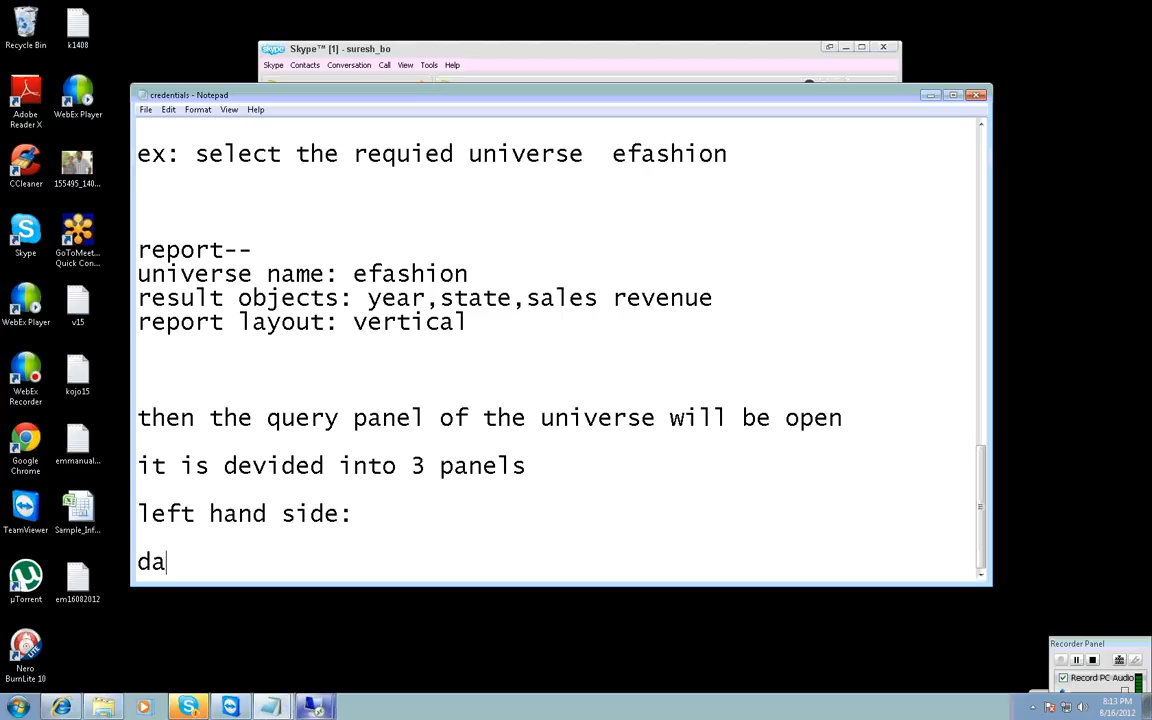 Recycle Bin
k1408
Adobe Reader X
WebEx Player
CCleaner
155495_140...
Skype
GoToMeet... Quick Con...
WebEx Player
v15
WebEx Recorder
kojo15
Google Chrome
emmanual...
TeamViewer
Sample_Inf...
µTorrent
em16082012
Nero BurnLite 10
Skype™ [1] - suresh_bo
Skype Contacts Conversation Call View Tools Help
credentials - Notepad
File Edit Format View Help
ex: select the requied universe efashion
report--
universe name: efashion
result objects: year,state,sales revenue
report layout: vertical
then the query panel of the universe will be open
it is devided into 3 panels
left hand side:
da
Recorder Panel
Record PC Audio
8:13 PM
8/16/2012